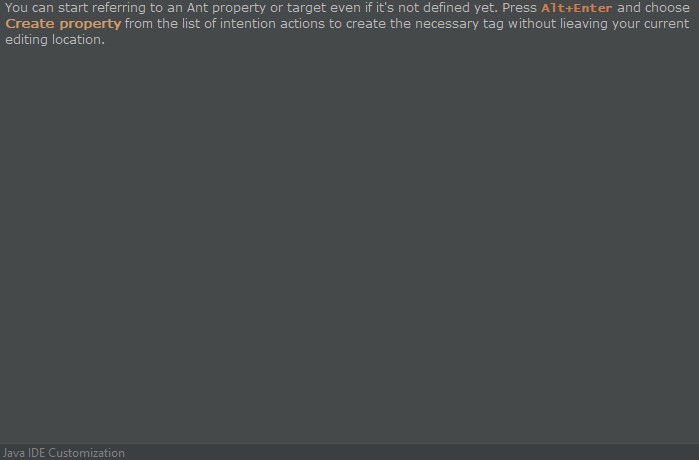 You can start referring to an Ant property or target even if it's not defined yet. Press Alt+Enter and choose
Create property from the list of intention actions to create the necessary tag without lieaving your current
editing location.
Java IDE Customization